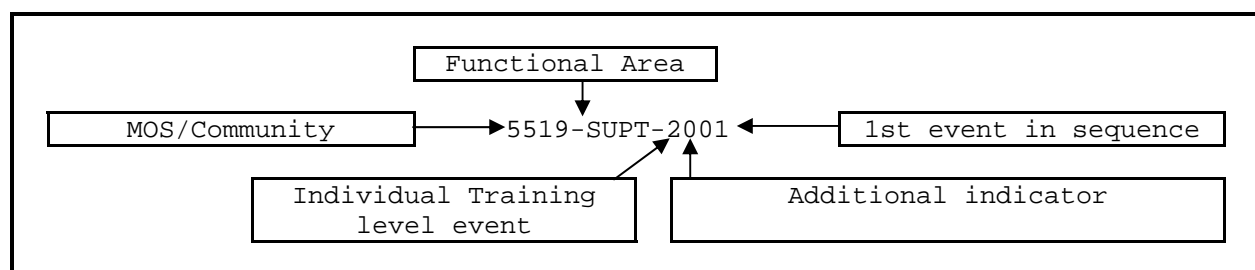 Functional Area
MOS/Community
5519-SUPT-2001
1st event in sequence
Individual Training
level event
Additional indicator